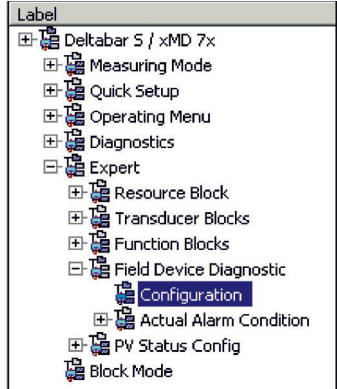 Label
Deltabar S / xMD 7x
Measuring Mode
Quick Setup
Operating Menu
Diagnostics
Expert
Resource Block
Transducer Blocks
Function Blocks
Field Device Diagnostic
Configuration
Actual Alarm Condition
PV Status Config
Block Mode